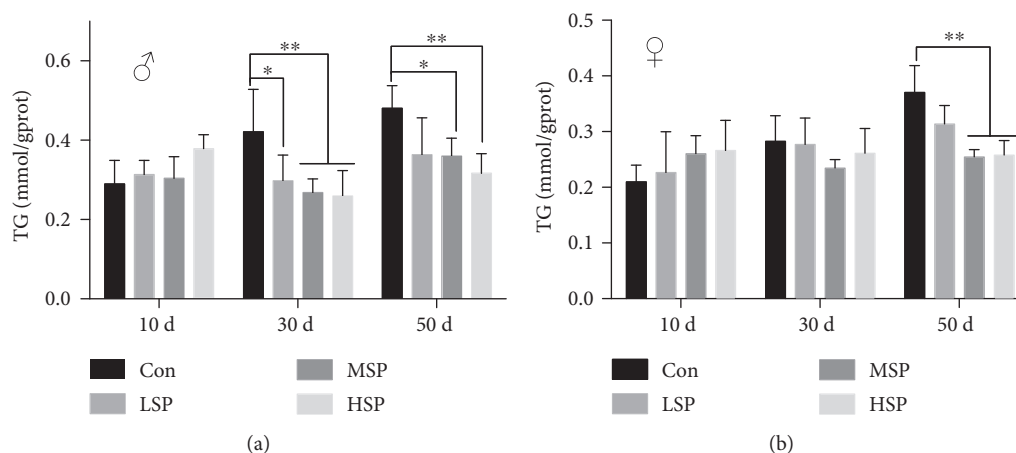 ♂
**
*
**
*
TG (mmol/gprot)
0.6
0.4
0.2
0.0
10 d
30 d
50 d
Con
MSP
LSP
HSP
(a)
♀
**
TG (mmol/gprot)
0.5
0.4
0.3
0.2
0.1
0.0
10 d
30 d
50 d
Con
MSP
LSP
HSP
(b)